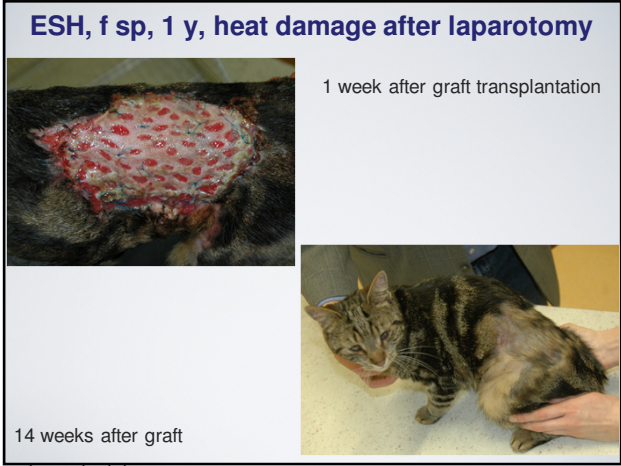 ESH, f sp, 1 y, heat damage after laparotomy
1 week after graft transplantation
14 weeks after graft